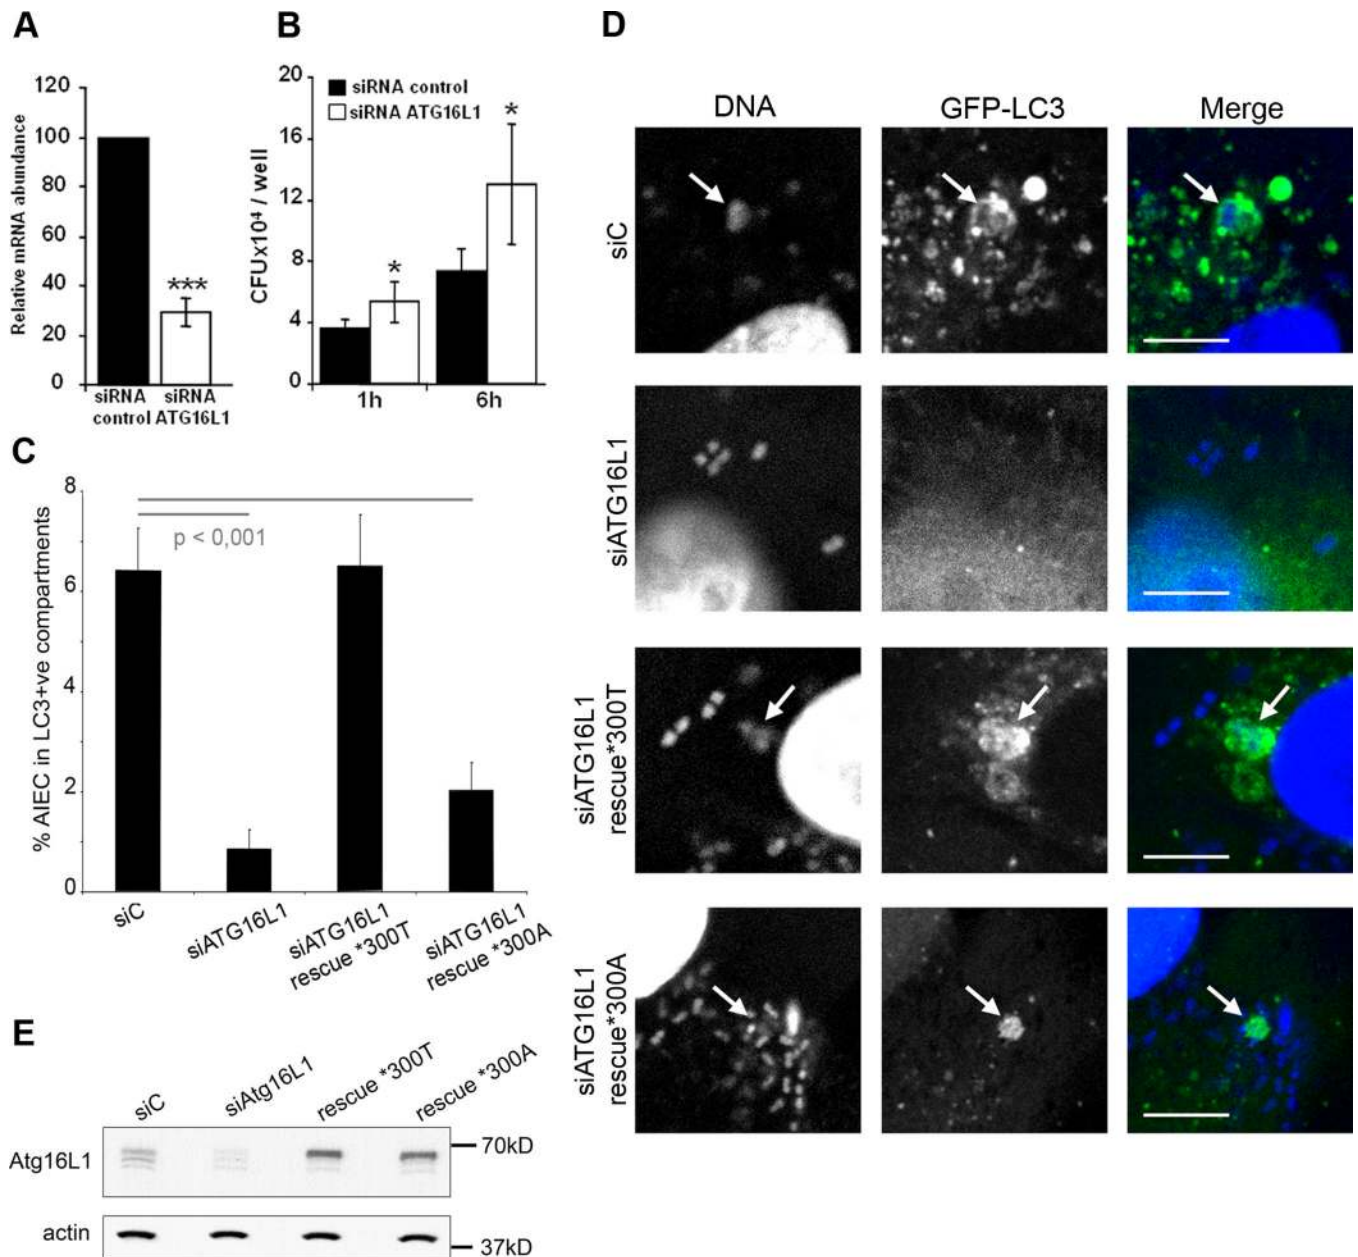 A
120
100
80
60
40
20
0
Relative mRNA abundance
***
siRNA siRNA
control ATG16L1
B
20
16
12
8
4
0
CFUx10⁴ / well
siRNA control
siRNA ATG16L1
*
*
1h 6h
C
8
6
4
2
0
% AIEC in LC3+ve compartments
p < 0,001
siC
siATG16L1
siATG16L1
rescue *300T
siATG16L1
rescue *300A
D
DNA GFP-LC3 Merge
siC
siATG16L1
siATG16L1
rescue*300T
siATG16L1
rescue*300A
E
siC siAtg16L1 rescue *300T rescue *300A
Atg16L1
70kD
actin
37kD